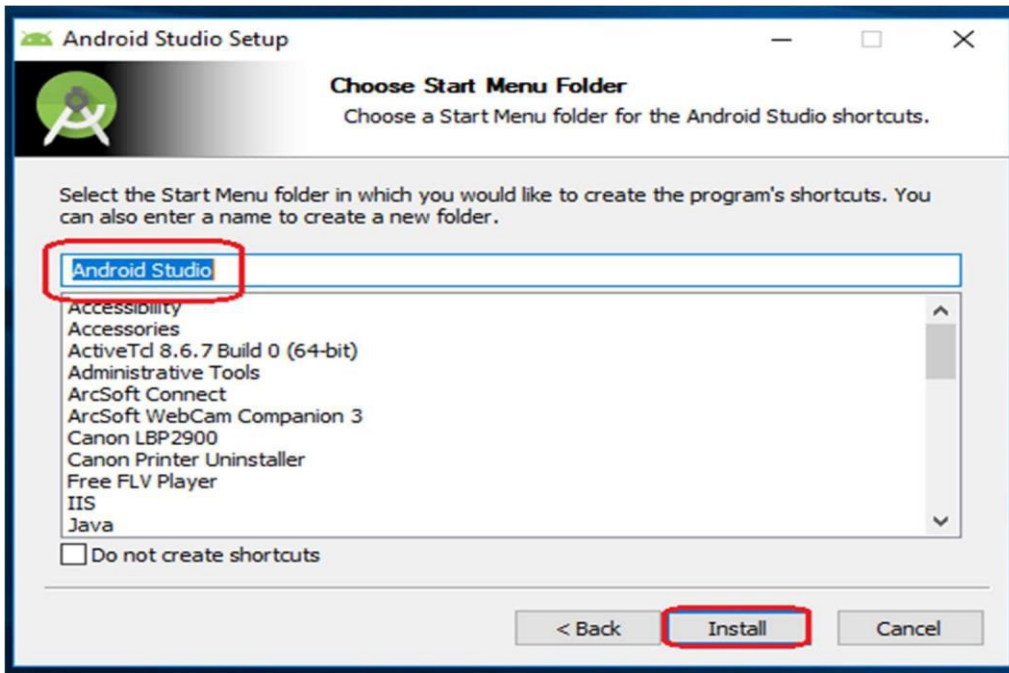 Android Studio Setup
Choose Start Menu Folder
Choose a Start Menu folder for the Android Studio shortcuts.
Select the Start Menu folder in which you would like to create the program's shortcuts. You
can also enter a name to create a new folder.
Android Studio
Accessibility
Accessories
ActiveTcl 8.6.7 Build 0 (64-bit)
Administrative Tools
ArcSoft Connect
ArcSoft WebCam Companion 3
Canon LBP2900
Canon Printer Uninstaller
Free FLV Player
IIS
Java
Do not create shortcuts
< Back Install Cancel